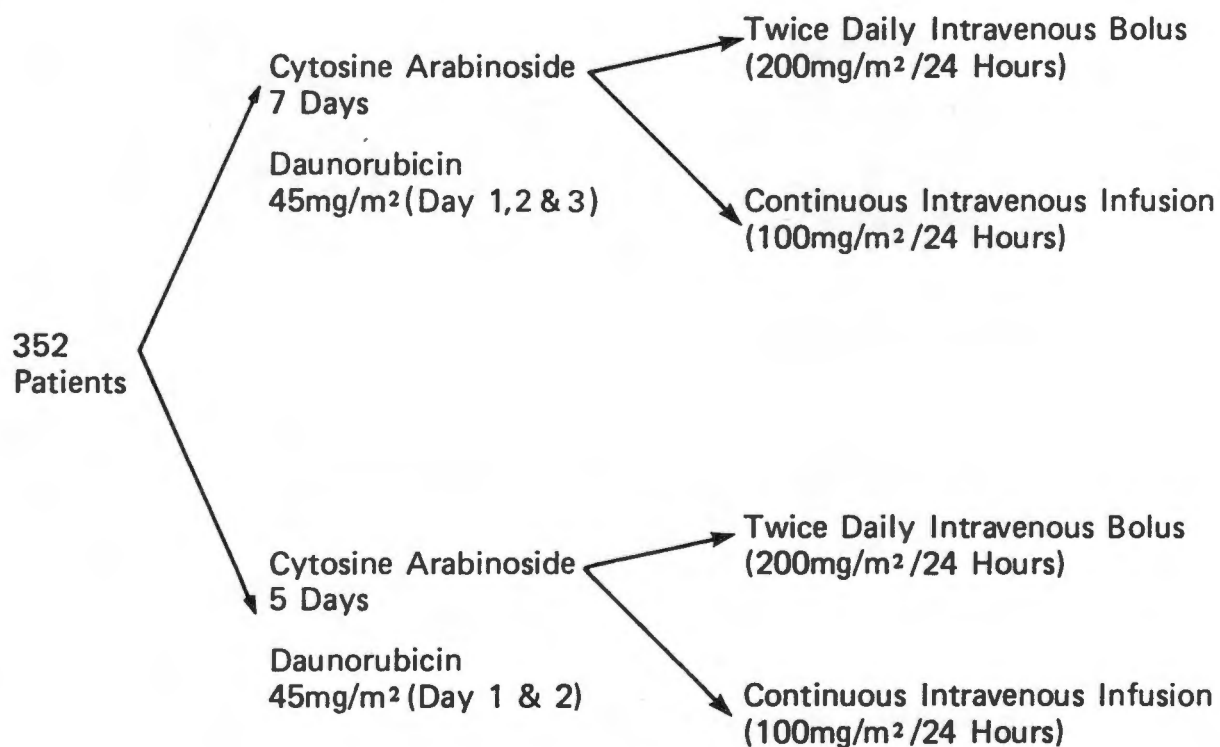 352
Patients
Cytosine Arabinoside
7 Days
Daunorubicin
45mg/m² (Day 1,2 & 3)
Twice Daily Intravenous Bolus
(200mg/m²/24 Hours)
Continuous Intravenous Infusion
(100mg/m²/24 Hours)
Cytosine Arabinoside
5 Days
Daunorubicin
45mg/m² (Day 1 & 2)
Twice Daily Intravenous Bolus
(200mg/m²/24 Hours)
Continuous Intravenous Infusion
(100mg/m²/24 Hours)